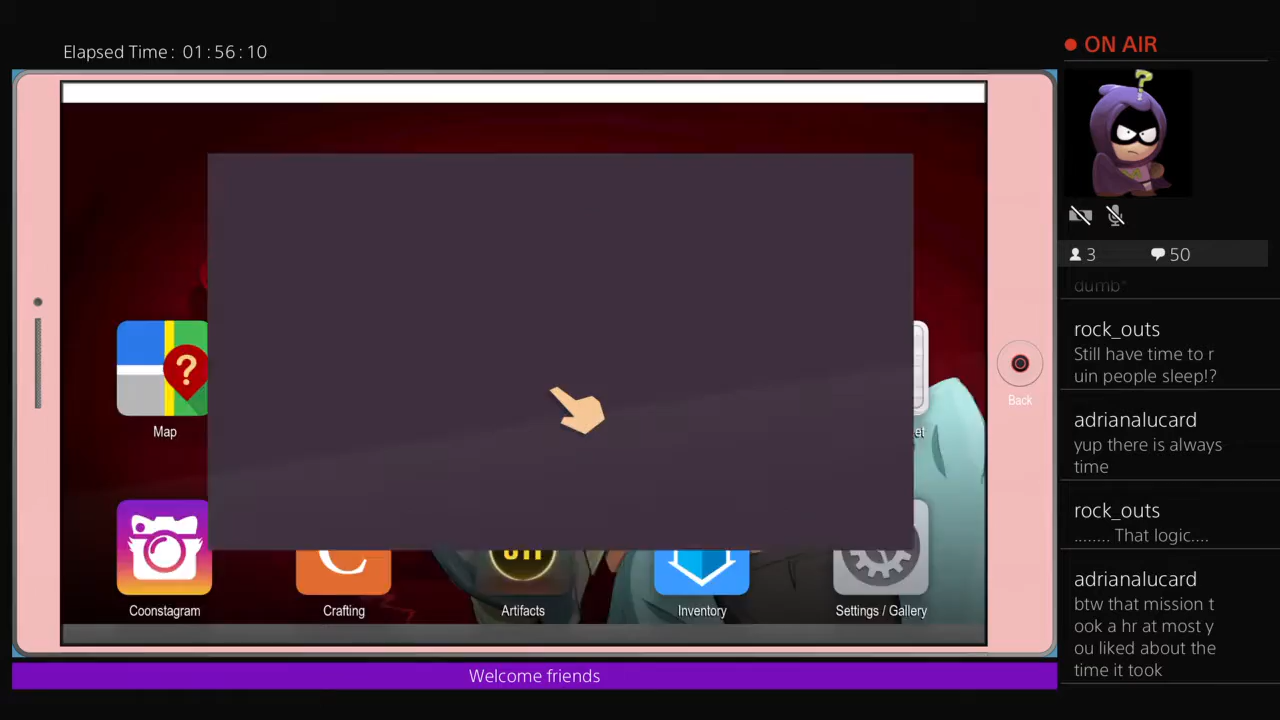 Elapsed Time: 01:56:10
ON AIR
?
3
50
dumb*
rock_outs
Still have time to r
uin people sleep!?
adrianalucard
yup there is always
time
rock_outs
........ That logic....
adrianalucard
btw that mission t
ook a hr at most y
ou liked about the
time it took
?
Map
et
Back
C
Coonstagram
Crafting
Artifacts
Inventory
Settings / Gallery
Welcome friends